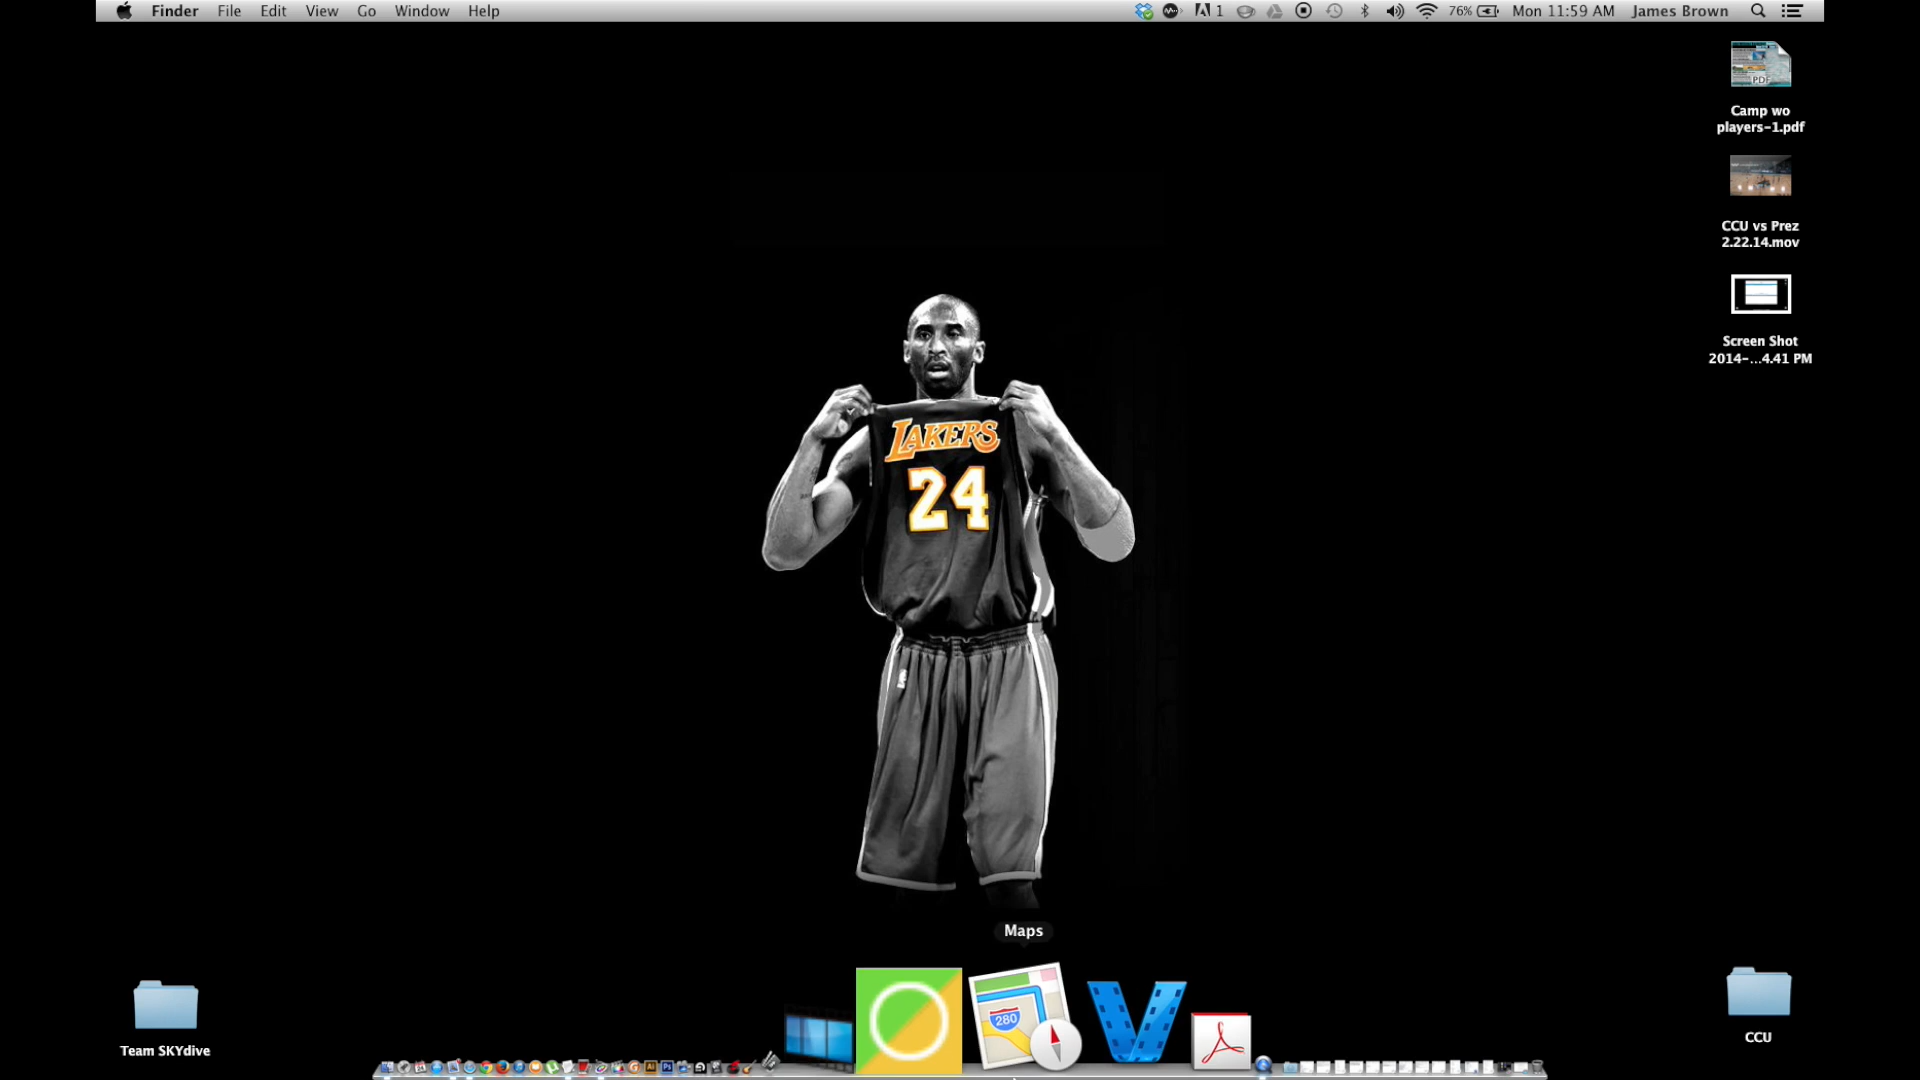 Finder File Edit View Go Window Help
1 76% Mon 11:59 AM James Brown
PDF
Camp wo
players-1.pdf
CCU vs Prez
2.22.14.mov
Screen Shot
2014-...4.41 PM
LAKERS
24
Maps
280
Team SKYdive
CCU